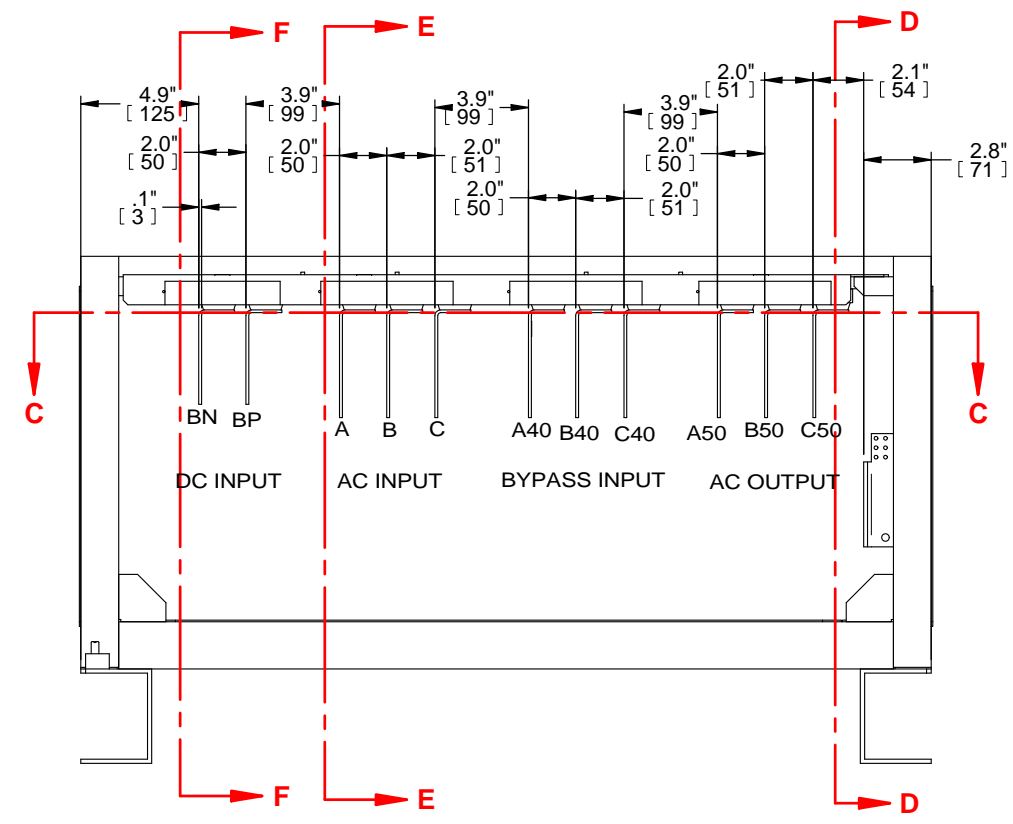 F
E
D
4.9"
[ 125 ]
3.9"
[ 99 ]
3.9"
[ 99 ]
3.9"
[ 99 ]
2.0"
[ 51 ]
2.1"
[ 54 ]
2.0"
[ 50 ]
2.0"
[ 50 ]
2.0"
[ 51 ]
2.0"
[ 50 ]
2.8"
[ 71 ]
.1"
[ 3 ]
2.0"
[ 50 ]
2.0"
[ 51 ]
C
C
BN
BP
A
B
C
A40
B40
C40
A50
B50
C50
DC INPUT
AC INPUT
BYPASS INPUT
AC OUTPUT
F
E
D